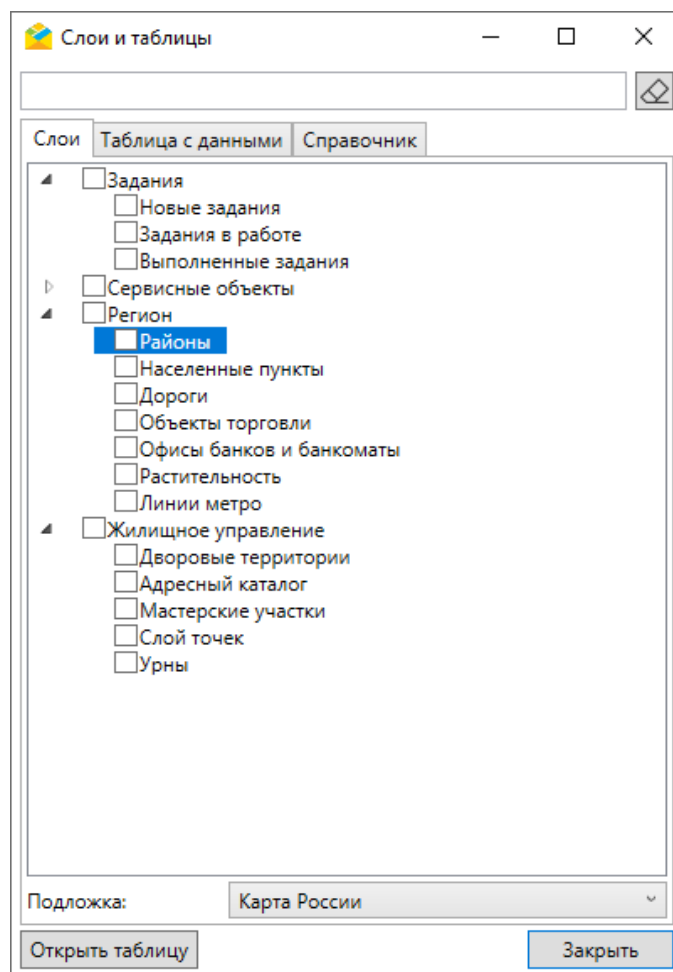 Слои и таблицы
Слои Таблица с данными Справочник
Задания
Новые задания
Задания в работе
Выполненные задания
Сервисные объекты
Регион
Районы
Населенные пункты
Дороги
Объекты торговли
Офисы банков и банкоматы
Растительность
Линии метро
Жилищное управление
Дворовые территории
Адресный каталог
Мастерские участки
Слой точек
Урны
Подложка: Карта России
Открыть таблицу Закрыть